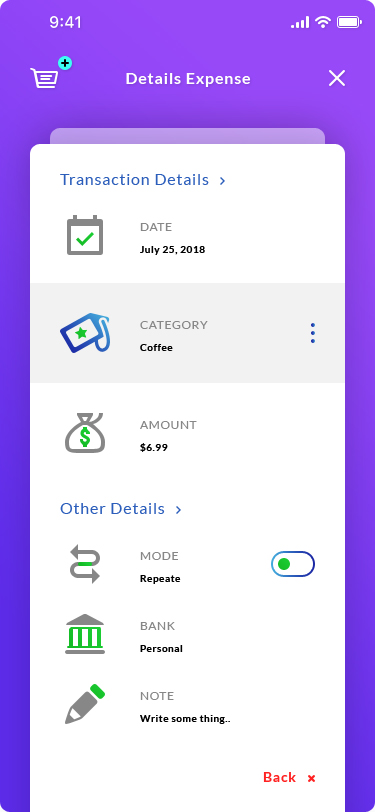 9:41
Details Expense
Transaction Details
DATE
July 25, 2018
CATEGORY
Coffee
AMOUNT
$
$6.99
Other Details
MODE
Repeate
BANK
Personal
NOTE
Write some thing..
Back